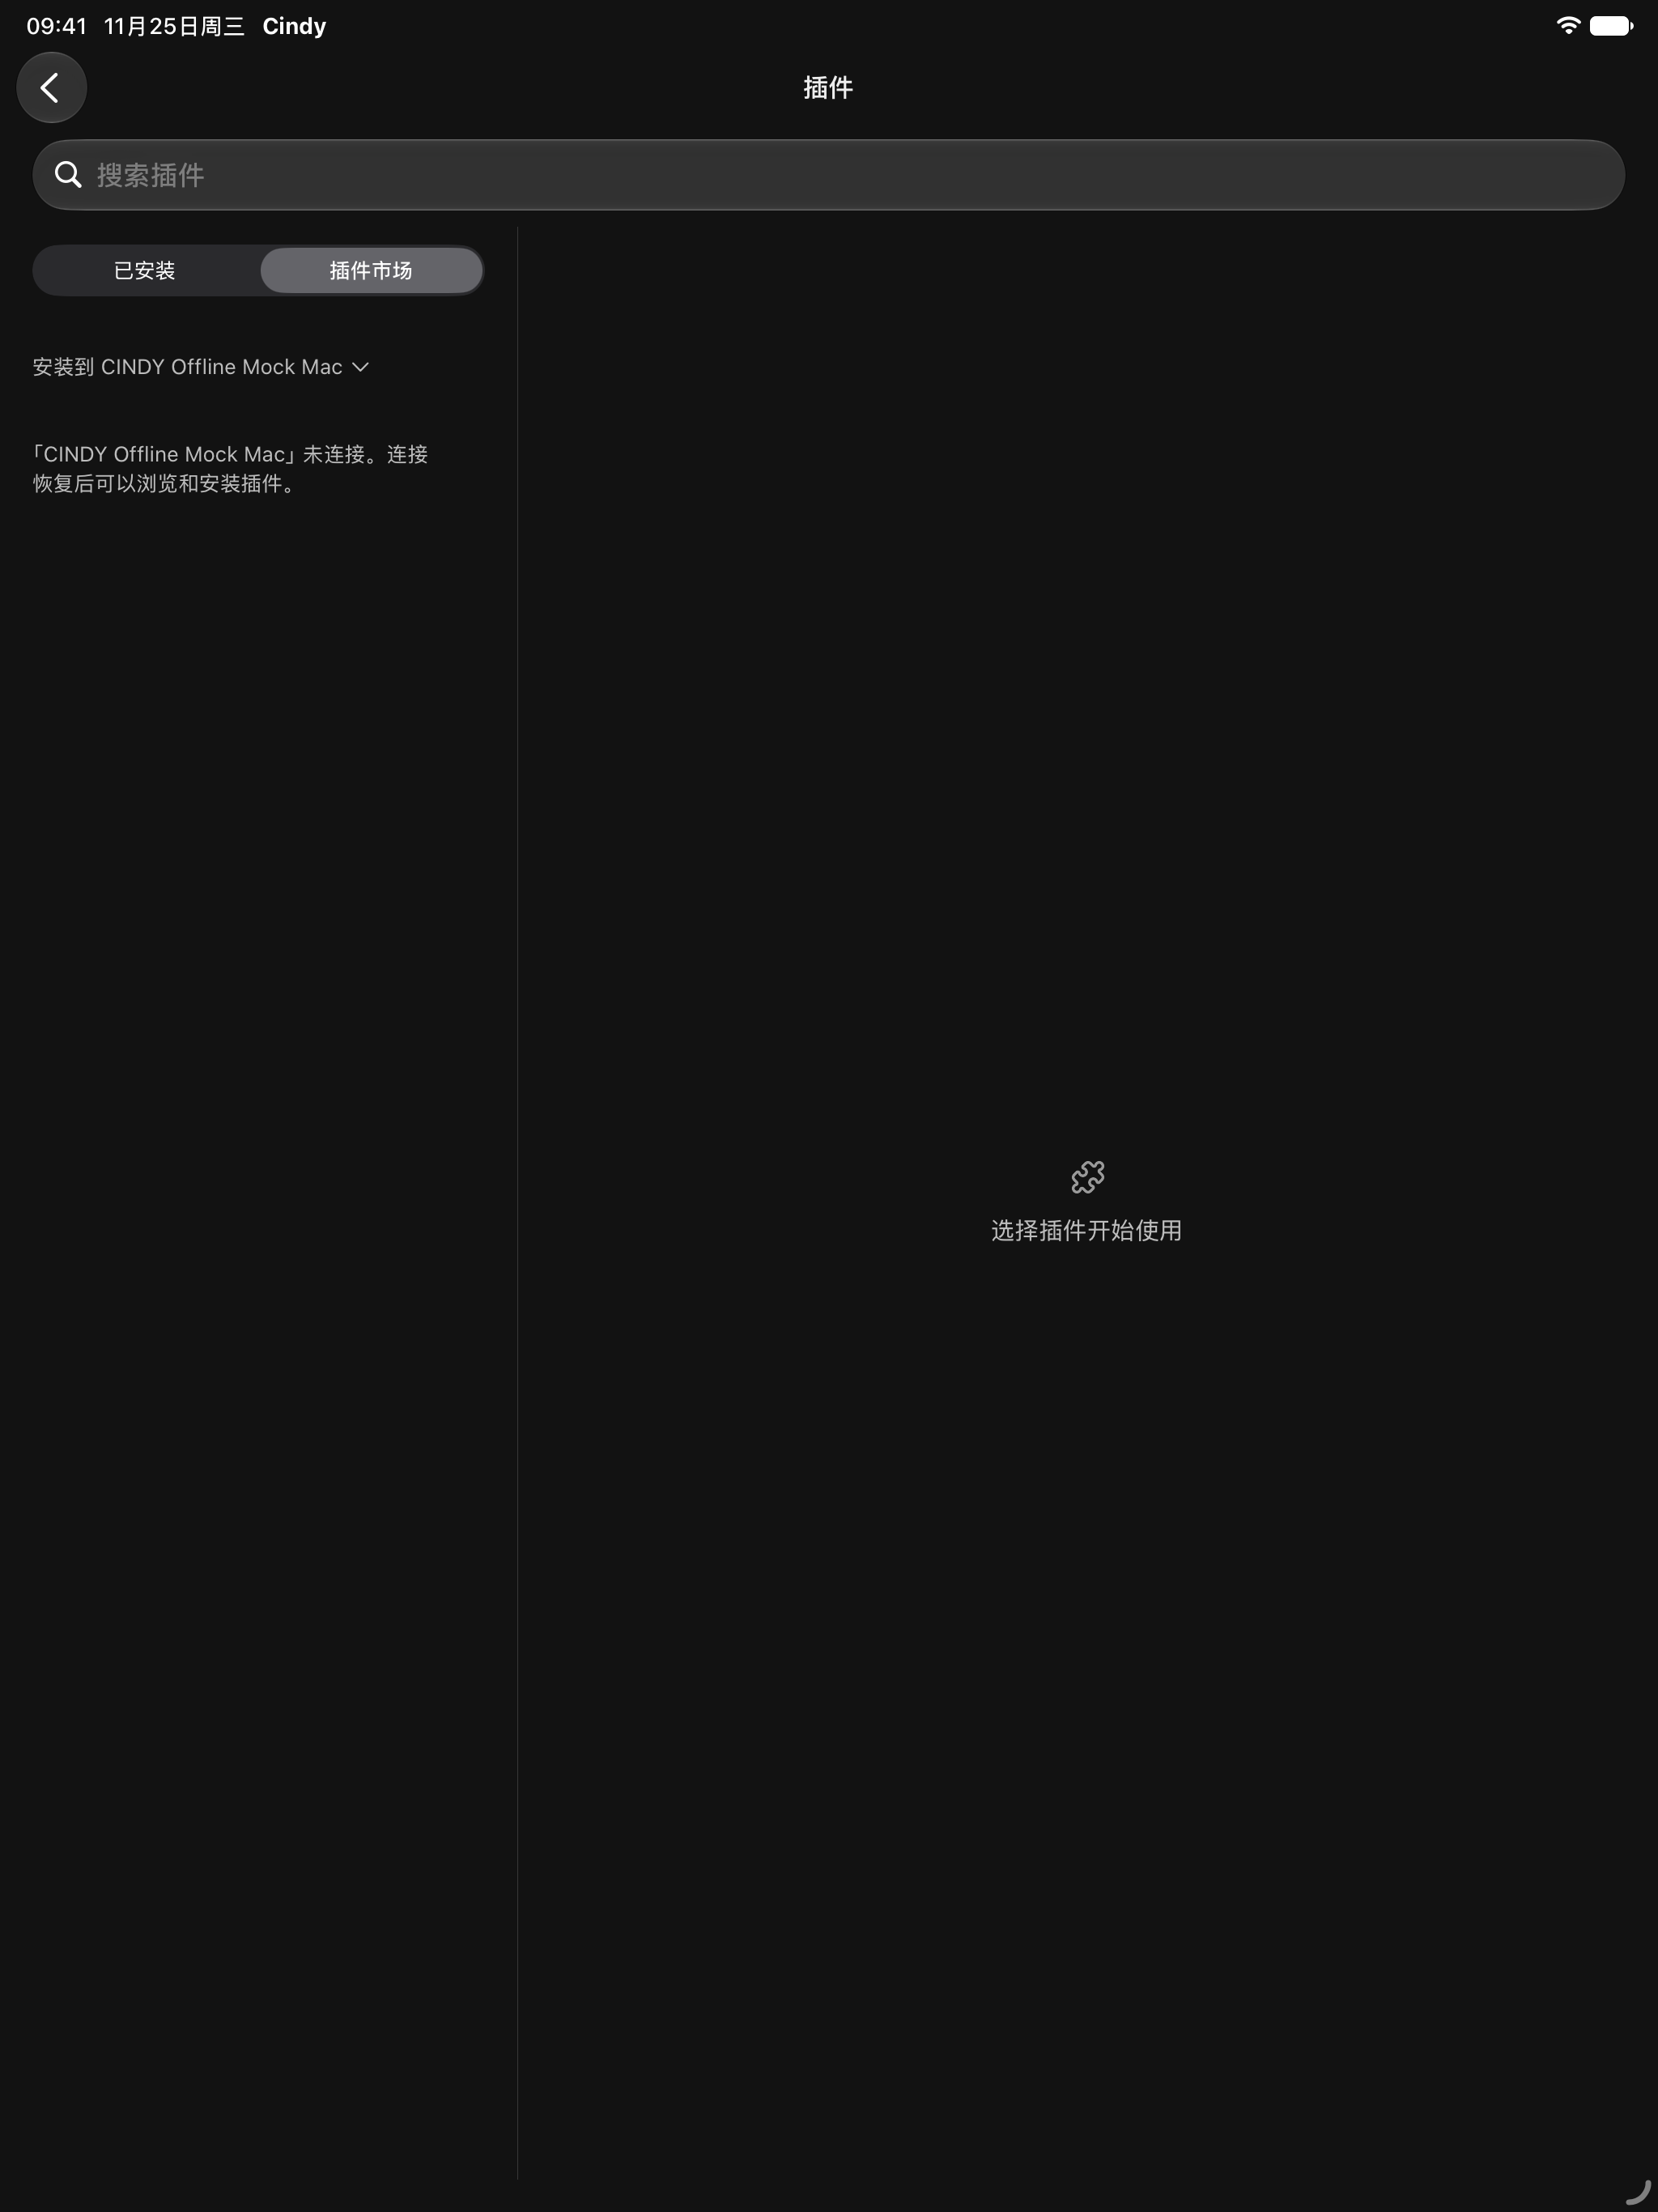 09:41 11月25日周三 Cindy
插件
搜索插件
已安装 插件市场
安装到 CINDY Offline Mock Mac
「CINDY Offline Mock Mac」未连接。连接
恢复后可以浏览和安装插件。
选择插件开始使用